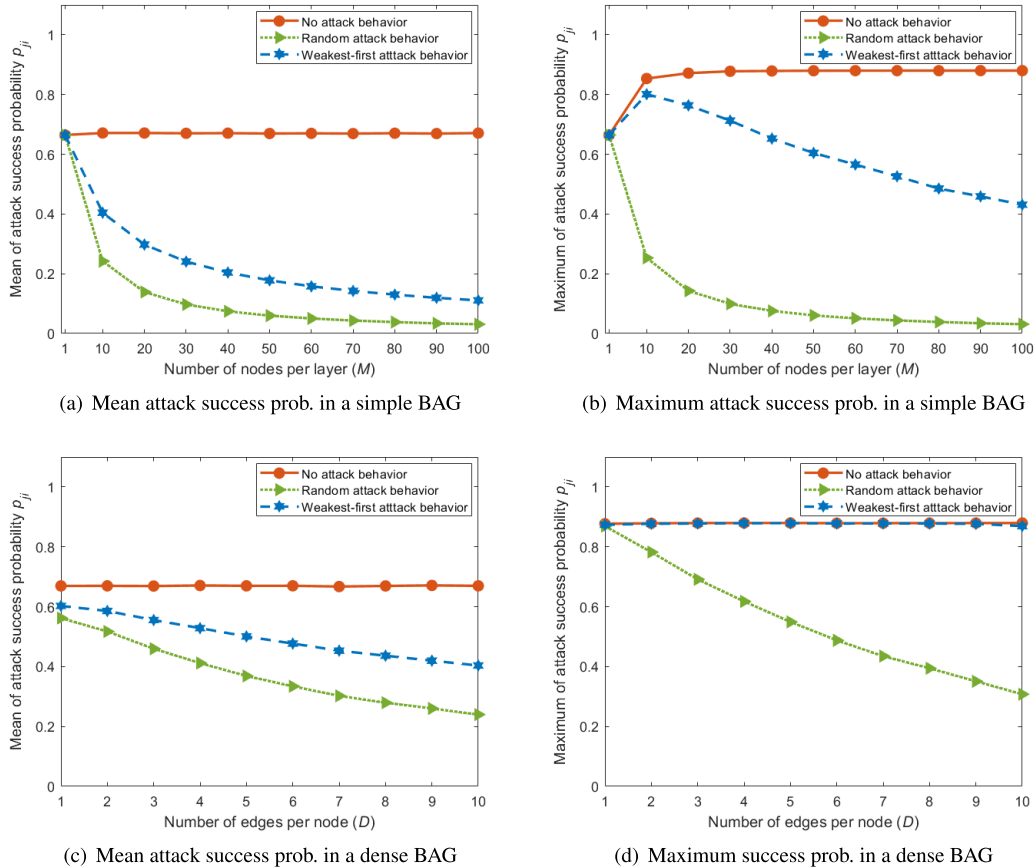 No attack behavior
Random attack behavior
Weakest-first atttack behavior
Mean of attack success probability p_ji
1
0.8
0.6
0.4
0.2
0
1 10 20 30 40 50 60 70 80 90 100
Number of nodes per layer (M)
(a) Mean attack success prob. in a simple BAG
No attack behavior
Random attack behavior
Weakest-first atttack behavior
Maximum of attack success probability p_ji
1
0.8
0.6
0.4
0.2
0
1 10 20 30 40 50 60 70 80 90 100
Number of nodes per layer (M)
(b) Maximum attack success prob. in a simple BAG
No attack behavior
Random attack behavior
Weakest-first atttack behavior
Mean of attack success probability p_ji
1
0.8
0.6
0.4
0.2
0
1 2 3 4 5 6 7 8 9 10
Number of edges per node (D)
(c) Mean attack success prob. in a dense BAG
No attack behavior
Random attack behavior
Weakest-first atttack behavior
Maximum of attack success probability p_ji
1
0.8
0.6
0.4
0.2
0
1 2 3 4 5 6 7 8 9 10
Number of edges per node (D)
(d) Maximum success prob. in a dense BAG